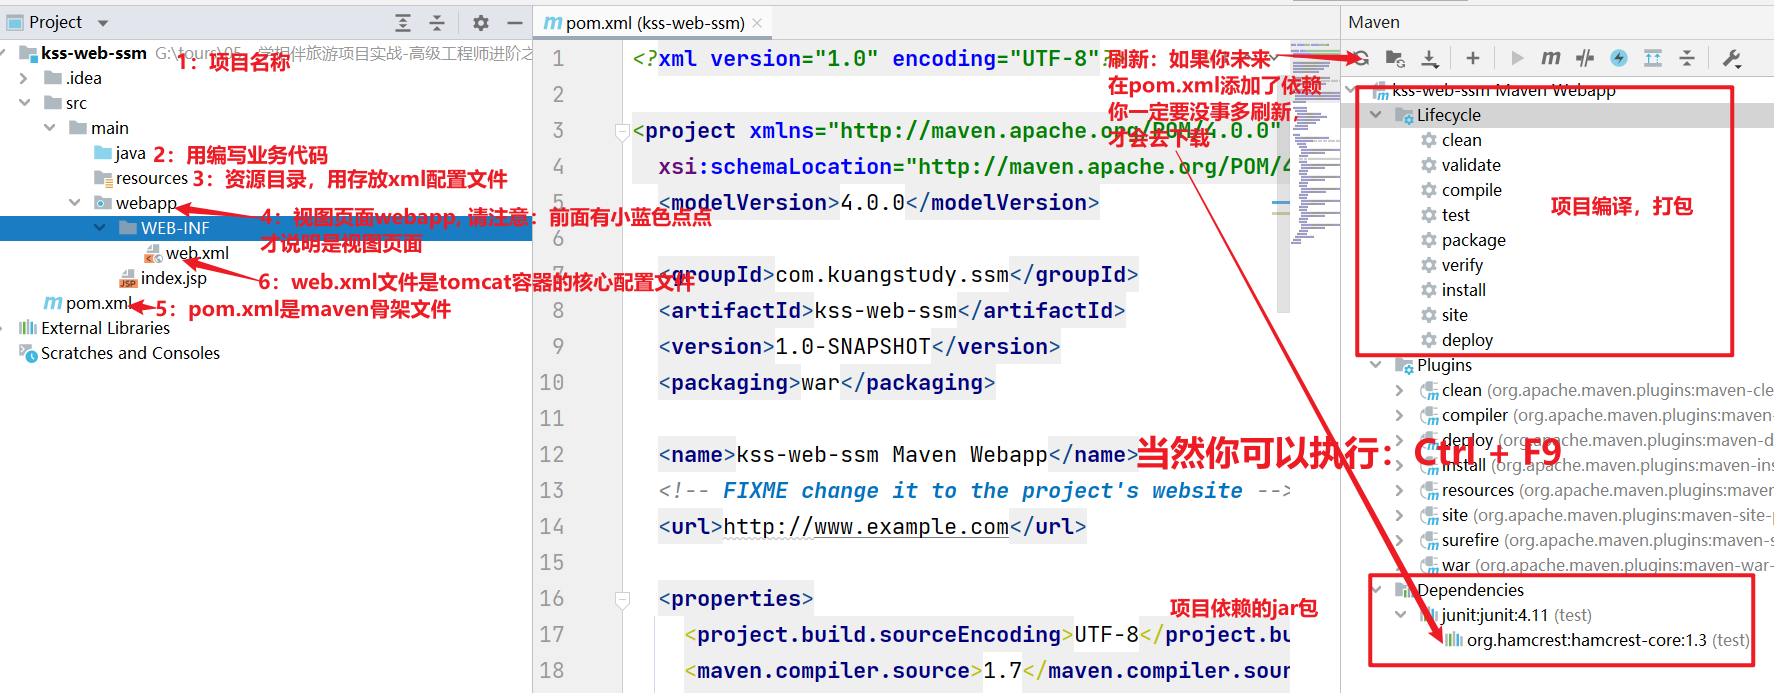 Project
kss-web-ssm G:\tours\05、学相伴旅游项目实战-高级工程师进阶之
1：项目名称
.idea
src
main
java 2：用编写业务代码
resources 3：资源目录，用存放xml配置文件
webapp
4：视图页面webapp, 请注意：前面有小蓝色点点
WEB-INF
才说明是视图页面
web.xml
index.jsp
6：web.xml文件是tomcat容器的核心配置文件
pom.xml
5：pom.xml是maven骨架文件
External Libraries
Scratches and Consoles
pom.xml (kss-web-ssm)
1 <?xml version="1.0" encoding="UTF-8"?
2
3 <project xmlns="http://maven.apache.org/POM/4.0.0"
4 xsi:schemaLocation="http://maven.apache.org/POM/4
5 <modelVersion>4.0.0</modelVersion>
6
7 <groupId>com.kuangstudy.ssm</groupId>
8 <artifactId>kss-web-ssm</artifactId>
9 <version>1.0-SNAPSHOT</version>
10 <packaging>war</packaging>
11
12 <name>kss-web-ssm Maven Webapp</name>
13 <!-- FIXME change it to the project's website -->
14 <url>http://www.example.com</url>
15
16 <properties>
17 <project.build.sourceEncoding>UTF-8</project.bu
18 <maven.compiler.source>1.7</maven.compiler.sour
刷新：如果你未来
在pom.xml添加了依赖
你一定要没事多刷新，
才会去下载
当然你可以执行：Ctrl + F9
项目依赖的jar包
Maven
kss-web-ssm Maven Webapp
Lifecycle
clean
validate
compile
test
package
verify
install
site
deploy
项目编译，打包
Plugins
clean (org.apache.maven.plugins:maven-cle
compiler (org.apache.maven.plugins:maven-
deploy (org.apache.maven.plugins:maven-d
install (org.apache.maven.plugins:maven-ins
resources (org.apache.maven.plugins:maven
site (org.apache.maven.plugins:maven-site-p
surefire (org.apache.maven.plugins:maven-s
war (org.apache.maven.plugins:maven-war-
Dependencies
junit:junit:4.11 (test)
org.hamcrest:hamcrest-core:1.3 (test)